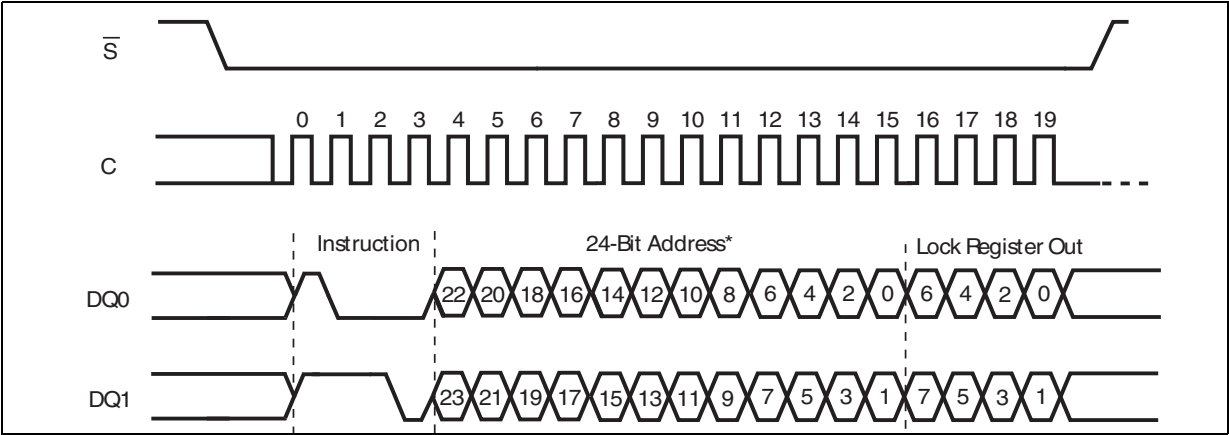 S
0 1 2 3 4 5 6 7 8 9 10 11 12 13 14 15 16 17 18 19
C
Instruction 24-Bit Address* Lock Register Out
DQ0 22 20 18 16 14 12 10 8 6 4 2 0 6 4 2 0
DQ1 23 21 19 17 15 13 11 9 7 5 3 1 7 5 3 1